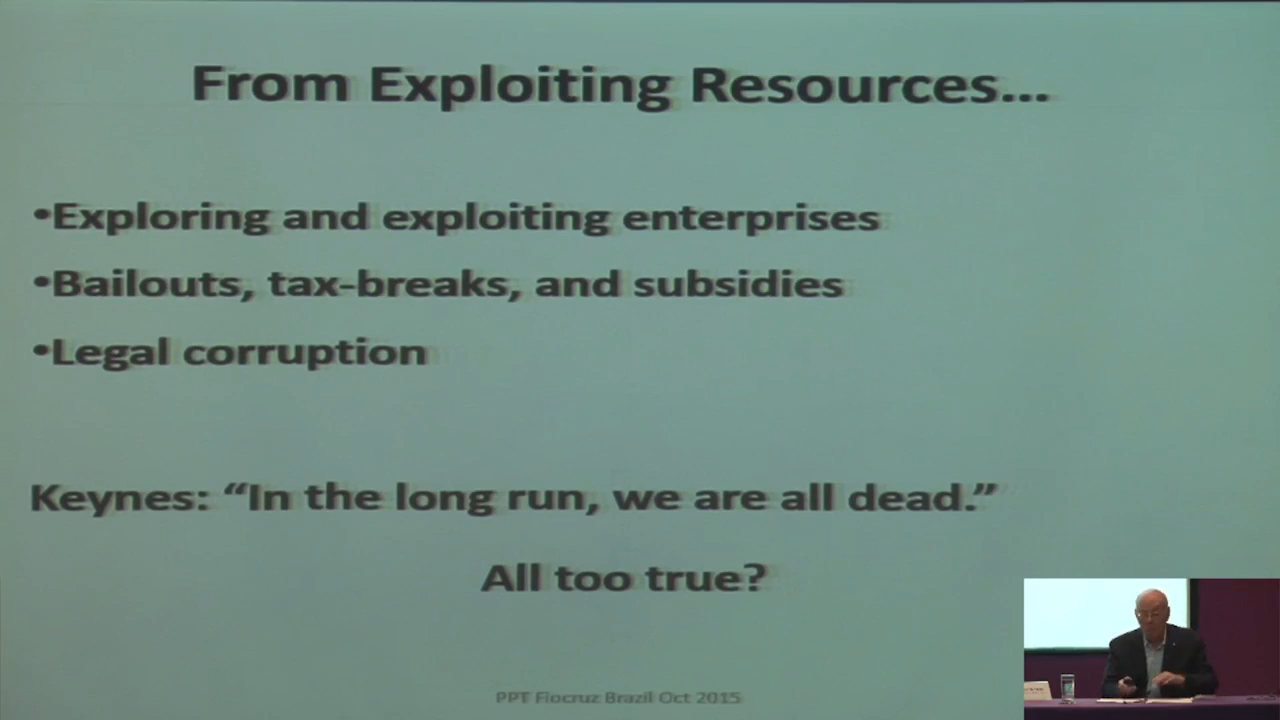 From Exploiting Resources...
•Exploring and exploiting enterprises
•Bailouts, tax-breaks, and subsidies
•Legal corruption
Keynes: “In the long run, we are all dead.”
All too true?
PPT Fiocruz Brazil Oct 2015